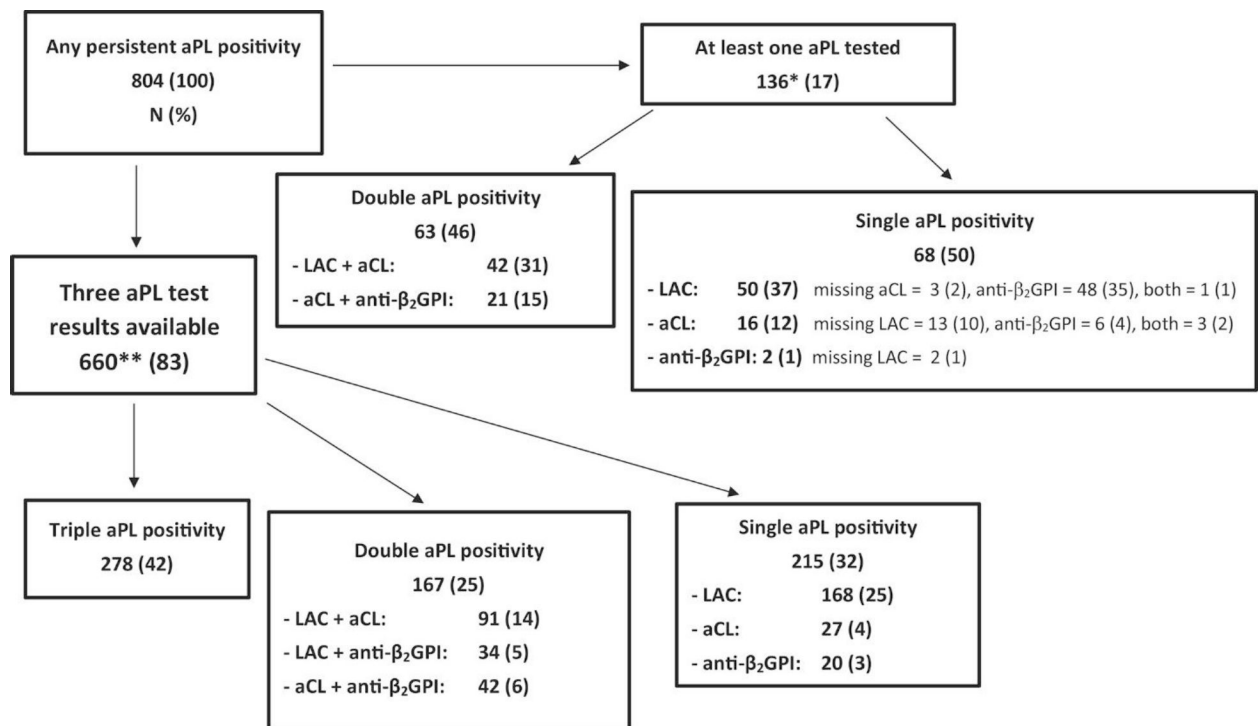 Any persistent aPL positivity
804 (100)
N (%)
At least one aPL tested
136* (17)
Double aPL positivity
63 (46)
- LAC + aCL: 42 (31)
- aCL + anti-β₂GPI: 21 (15)
Single aPL positivity
68 (50)
- LAC: 50 (37) missing aCL = 3 (2), anti-β₂GPI = 48 (35), both = 1 (1)
- aCL: 16 (12) missing LAC = 13 (10), anti-β₂GPI = 6 (4), both = 3 (2)
- anti-β₂GPI: 2 (1) missing LAC = 2 (1)
Three aPL test
results available
660** (83)
Triple aPL positivity
278 (42)
Double aPL positivity
167 (25)
- LAC + aCL: 91 (14)
- LAC + anti-β₂GPI: 34 (5)
- aCL + anti-β₂GPI: 42 (6)
Single aPL positivity
215 (32)
- LAC: 168 (25)
- aCL: 27 (4)
- anti-β₂GPI: 20 (3)